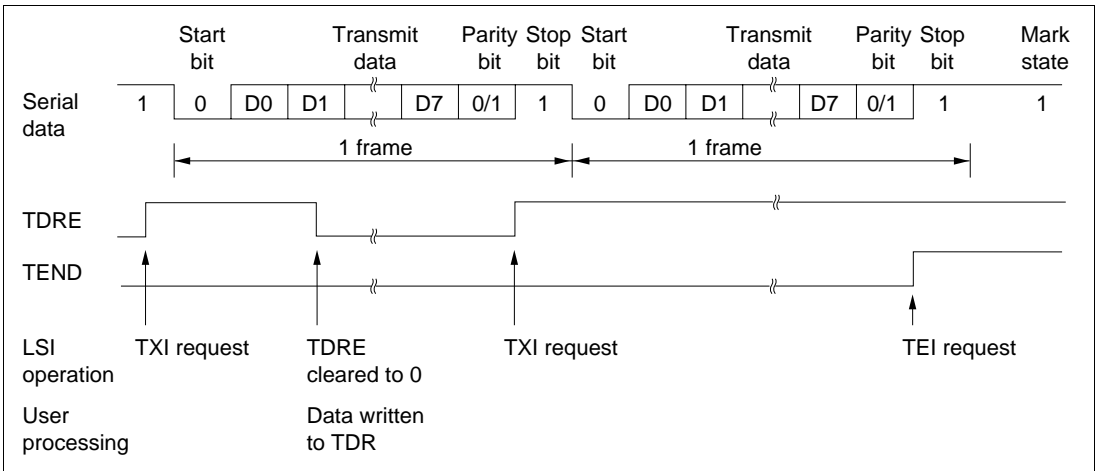 Start Transmit Parity Stop Start Transmit Parity Stop Mark
bit data bit bit bit data bit bit state
Serial data 1 0 D0 D1 D7 0/1 1 0 D0 D1 D7 0/1 1 1
1 frame 1 frame
TDRE
TEND
LSI TXI request TDRE TXI request TEI request
operation cleared to 0
User Data written
processing to TDR